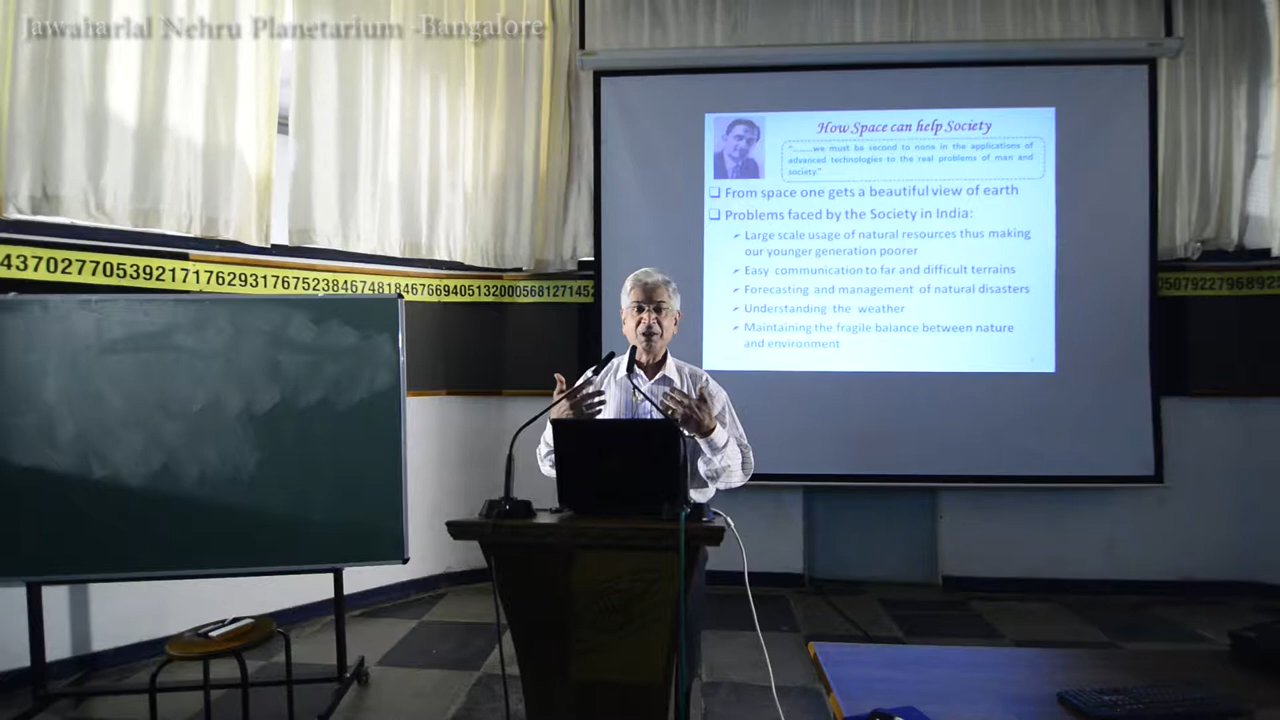 Jawaharlal Nehru Planetarium -Bangalore
How Space can help Society
"........we must be second to none in the applications of
advanced technologies to the real problems of man and
society."
From space one gets a beautiful view of earth
Problems faced by the Society in India:
Large scale usage of natural resources thus making
our younger generation poorer
Easy communication to far and difficult terrains
Forecasting and management of natural disasters
Understanding the weather
Maintaining the fragile balance between nature
and environment
437027705392171762931767523846748184676694051320005681271452
05079227968925